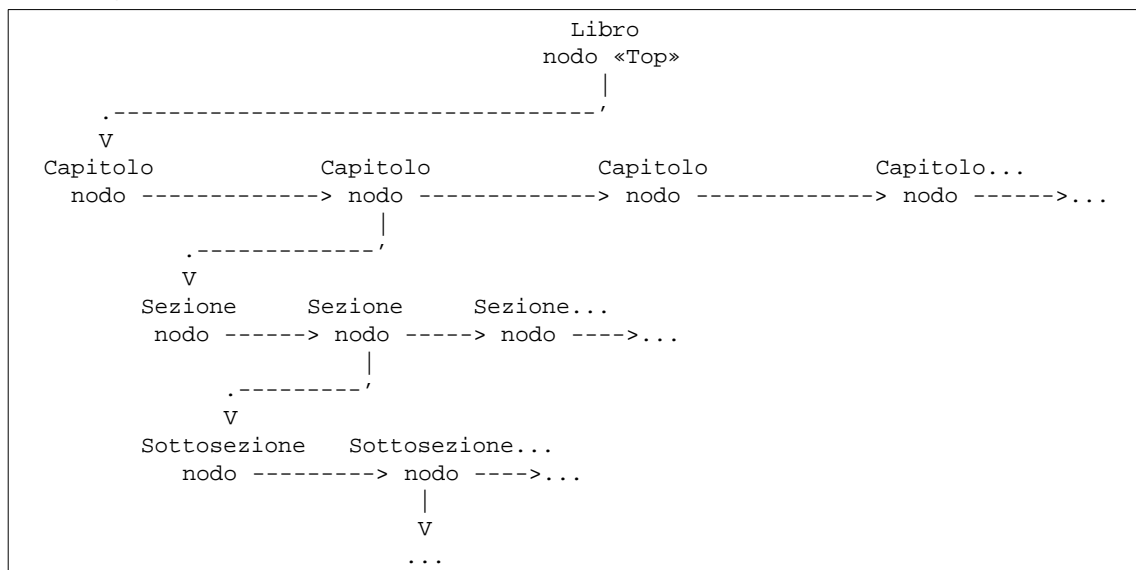 Libro
nodo «Top»
|
.-----------------------------------’
V
Capitolo Capitolo Capitolo Capitolo...
nodo -------------> nodo -------------> nodo -------------> nodo ------>...
|
.-------------’
V
Sezione Sezione Sezione...
nodo ------> nodo -----> nodo ---->...
|
.---------’
V
Sottosezione Sottosezione...
nodo ---------> nodo ---->...
|
V
...